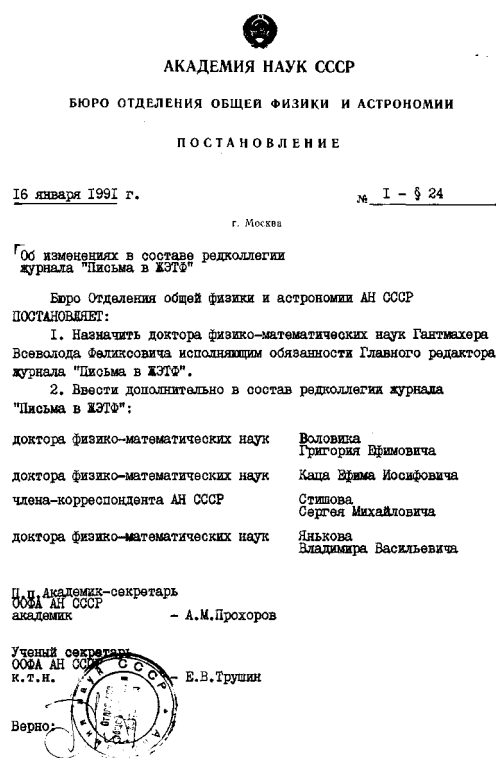 АКАДЕМИЯ НАУК СССР
БЮРО ОТДЕЛЕНИЯ ОБЩЕЙ ФИЗИКИ И АСТРОНОМИИ
ПОСТАНОВЛЕНИЕ
16 января 1991 г. № I – § 24
г. Москва
Об изменениях в составе редколлегии
журнала "Письма в ЖЭТФ"
Бюро Отделения общей физики и астрономии АН СССР
ПОСТАНОВЛЯЕТ:
1. Назначить доктора физико-математических наук Гантмахера
Всеволода Феликсовича исполняющим обязанности Главного редактора
журнала "Письма в ЖЭТФ".
2. Ввести дополнительно в состав редколлегии журнала
"Письма в ЖЭТФ":
доктора физико-математических наук Воловика
Григория Ефимовича
доктора физико-математических наук Каца Ефима Иосифовича
члена-корреспондента АН СССР Стишова
Сергея Михайловича
доктора физико-математических наук Янькова
Владимира Васильевича
П.п. Академик-секретарь
ООФА АН СССР
академик – А.М.Прохоров
Ученый секретарь
ООФА АН СССР
к.т.н. – Е.В.Трушин
Верно: